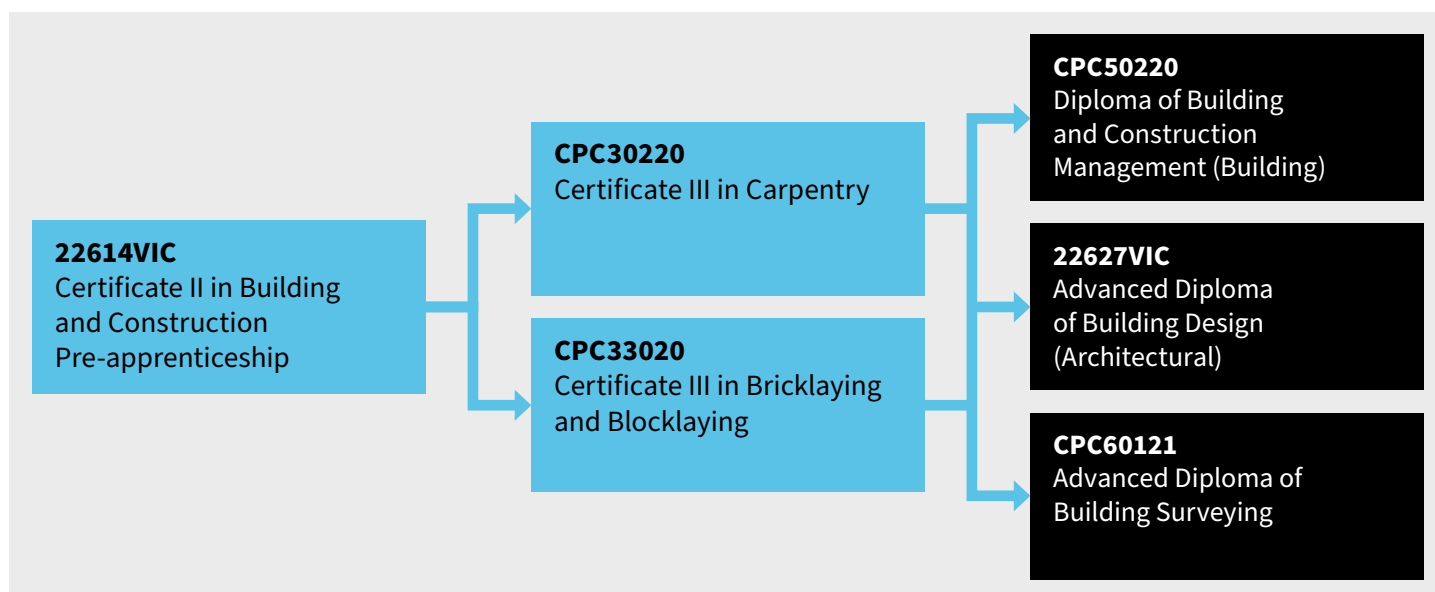 22614VIC
Certificate II in Building
and Construction
Pre-apprenticeship
CPC30220
Certificate III in Carpentry
CPC33020
Certificate III in Bricklaying
and Blocklaying
CPC50220
Diploma of Building
and Construction
Management (Building)
22627VIC
Advanced Diploma
of Building Design
(Architectural)
CPC60121
Advanced Diploma of
Building Surveying